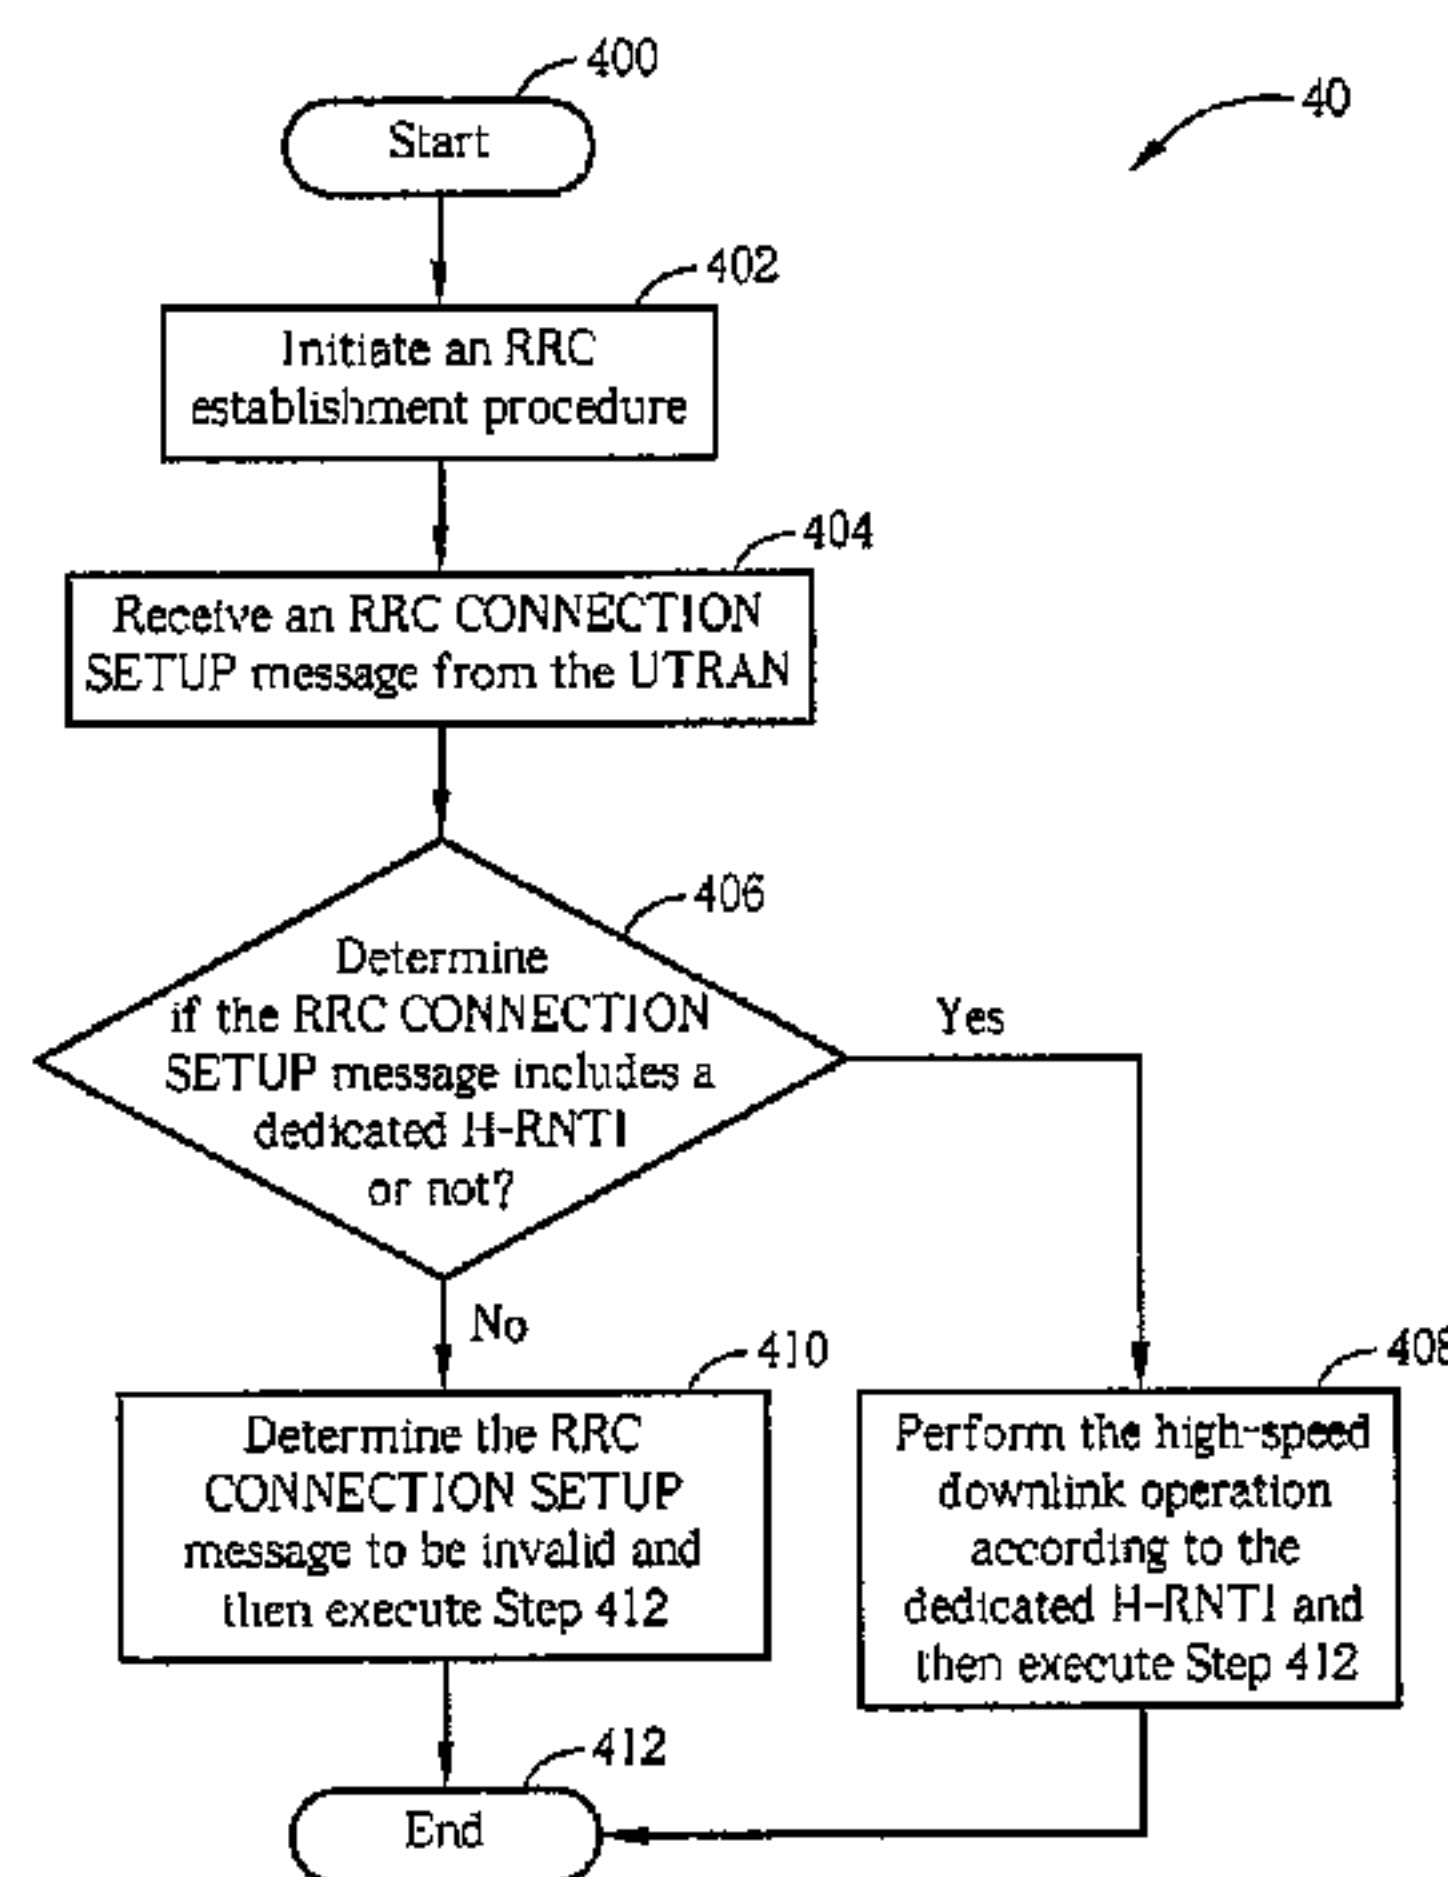 400
Start
40
402
Initiate an RRC
establishment procedure
404
Receive an RRC CONNECTION
SETUP message from the UTRAN
406
Determine
if the RRC CONNECTION
SETUP message includes a
dedicated H-RNTI
or not?
Yes
No
410
Determine the RRC
CONNECTION SETUP
message to be invalid and
then execute Step 412
408
Perform the high-speed
downlink operation
according to the
dedicated H-RNTI and
then execute Step 412
412
End